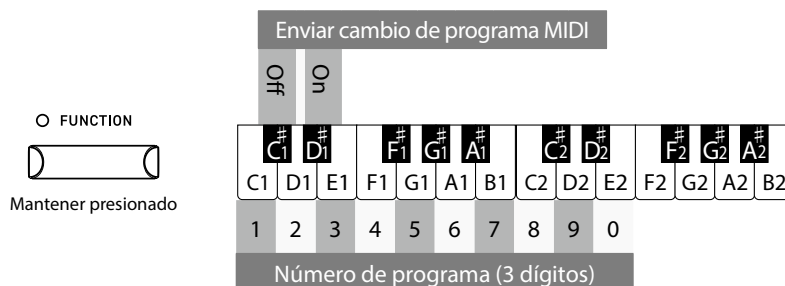 Enviar cambio de programa MIDI
Off On
FUNCTION
Mantener presionado
C♯1 D♯1 F♯1 G♯1 A♯1 C♯2 D♯2 F♯2 G♯2 A♯2
C1 D1 E1 F1 G1 A1 B1 C2 D2 E2 F2 G2 A2 B2
1 2 3 4 5 6 7 8 9 0
Número de programa (3 dígitos)